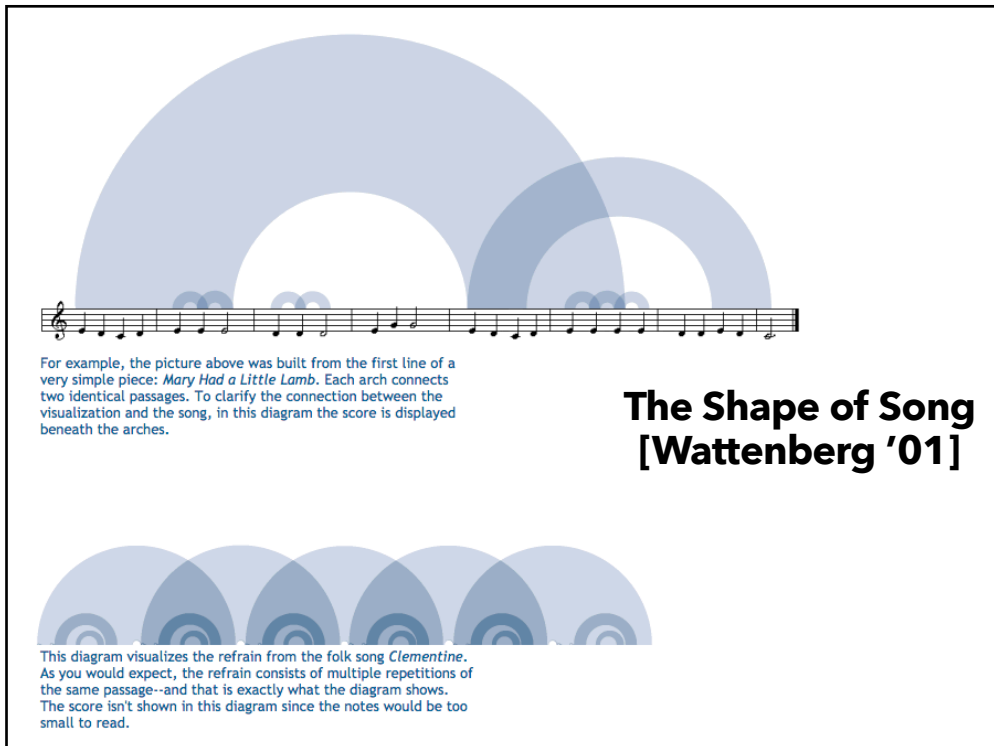 For example, the picture above was built from the first line of a
very simple piece: Mary Had a Little Lamb. Each arch connects
two identical passages. To clarify the connection between the
visualization and the song, in this diagram the score is displayed
beneath the arches.
The Shape of Song
[Wattenberg ’01]
This diagram visualizes the refrain from the folk song Clementine.
As you would expect, the refrain consists of multiple repetitions of
the same passage--and that is exactly what the diagram shows.
The score isn't shown in this diagram since the notes would be too
small to read.